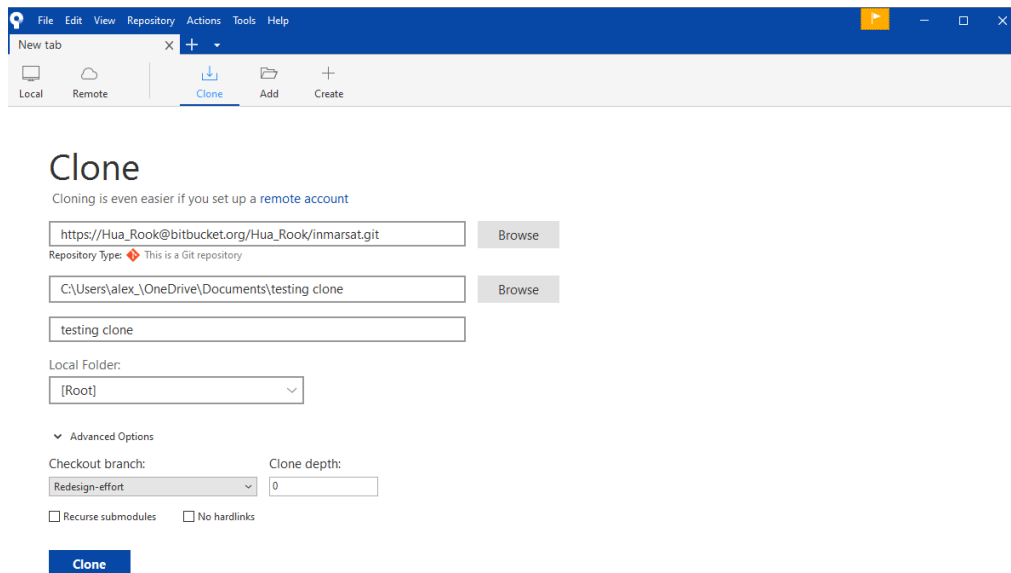 File Edit View Repository Actions Tools Help
New tab
Local Remote Clone Add Create
Clone
Cloning is even easier if you set up a remote account
https://Hua_Rook@bitbucket.org/Hua_Rook/inmarsat.git Browse
Repository Type: This is a Git repository
C:\Users\alex_\OneDrive\Documents\testing clone Browse
testing clone
Local Folder:
[Root]
Advanced Options
Checkout branch: Clone depth:
Redesign-effort 0
Recurse submodules No hardlinks
Clone